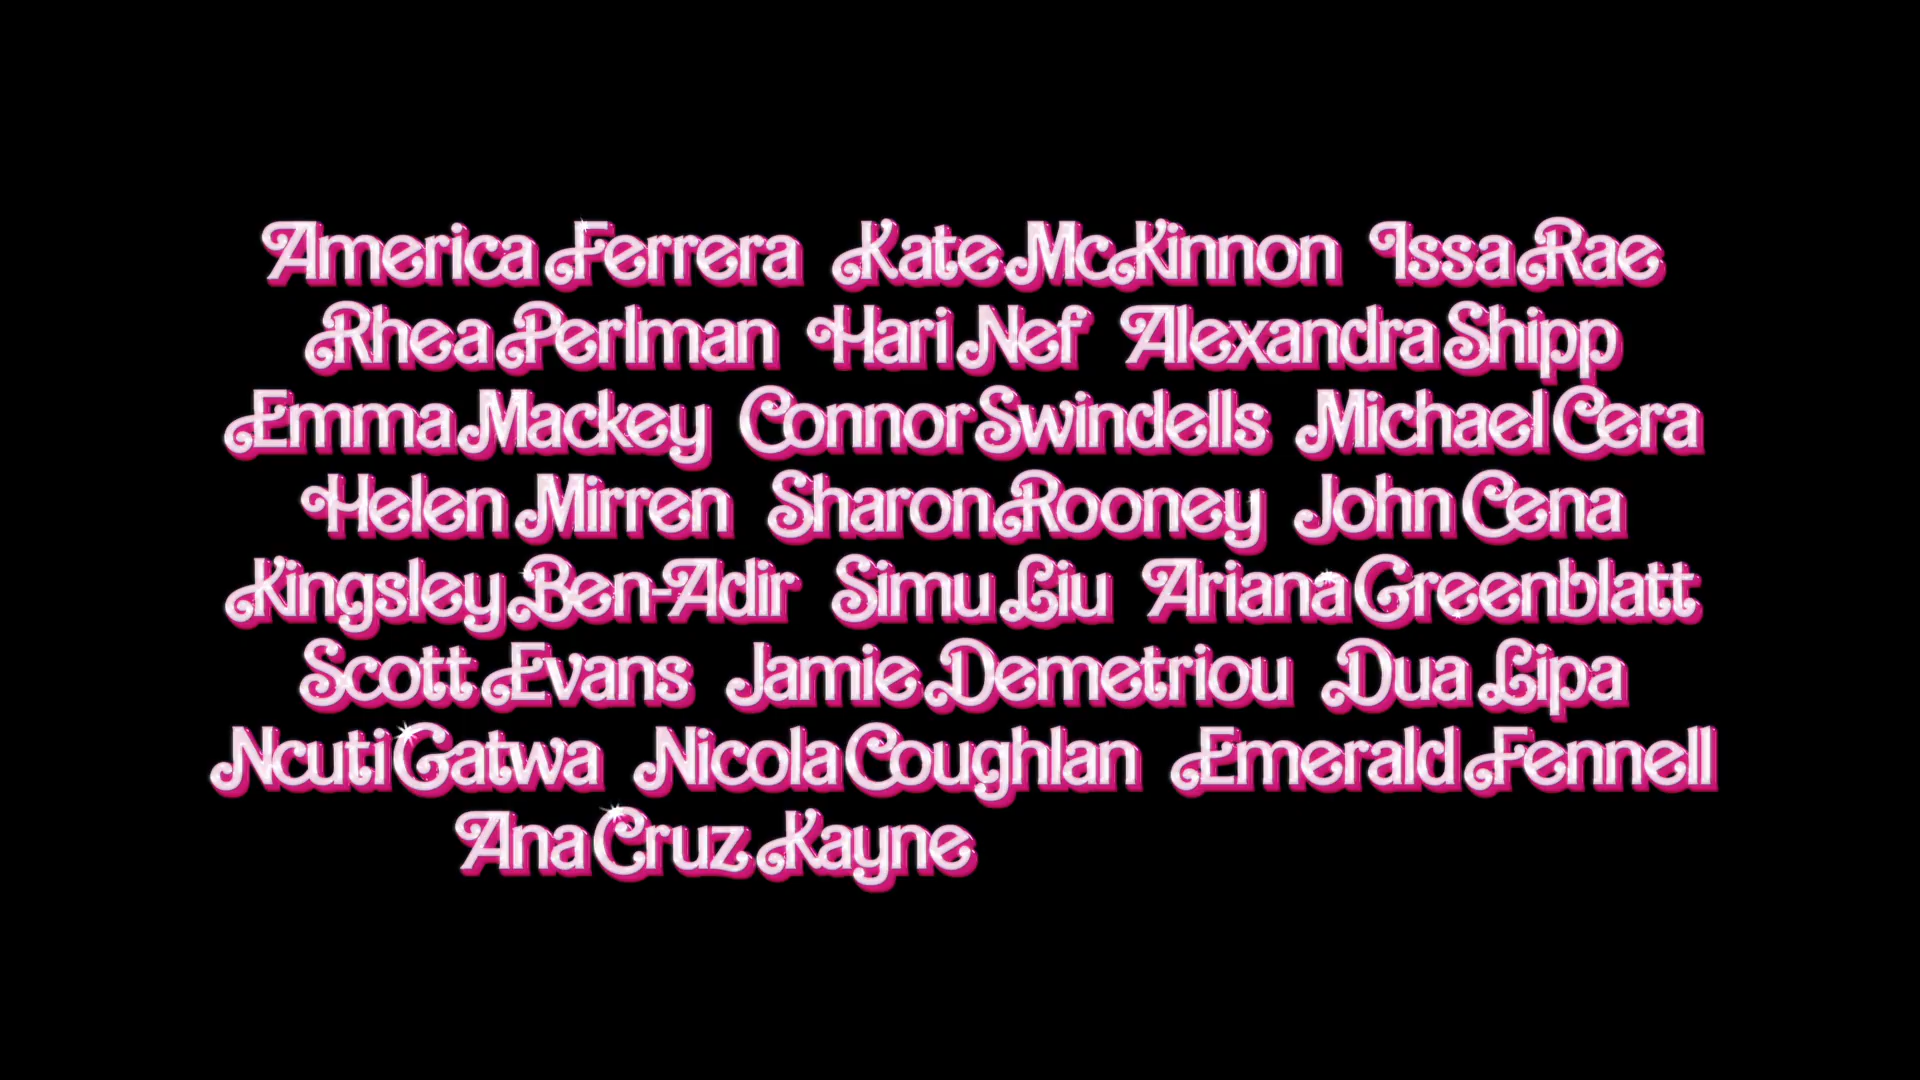 America Ferrera Kate McKinnon Issa Rae
Rhea Perlman Hari Nef Alexandra Shipp
Emma Mackey Connor Swindells Michael Cera
Helen Mirren Sharon Rooney John Cena
Kingsley Ben-Adir Simu Liu Ariana Greenblatt
Scott Evans Jamie Demetriou Dua Lipa
Ncuti Gatwa Nicola Coughlan Emerald Fennell
Ana Cruz Kayne